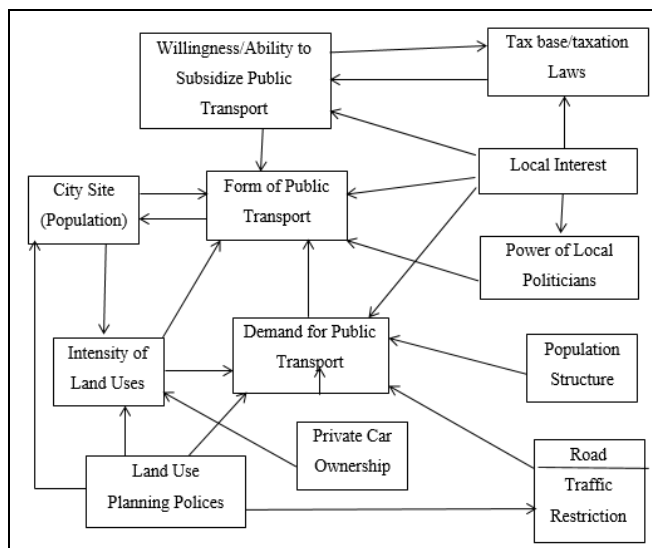 Willingness/Ability to
Subsidize Public
Transport
Tax base/taxation
Laws
City Site
(Population)
Form of Public
Transport
Local Interest
Power of Local
Politicians
Intensity of
Land Uses
Demand for Public
Transport
Population
Structure
Private Car
Ownership
Land Use
Planning Polices
Road
Traffic
Restriction